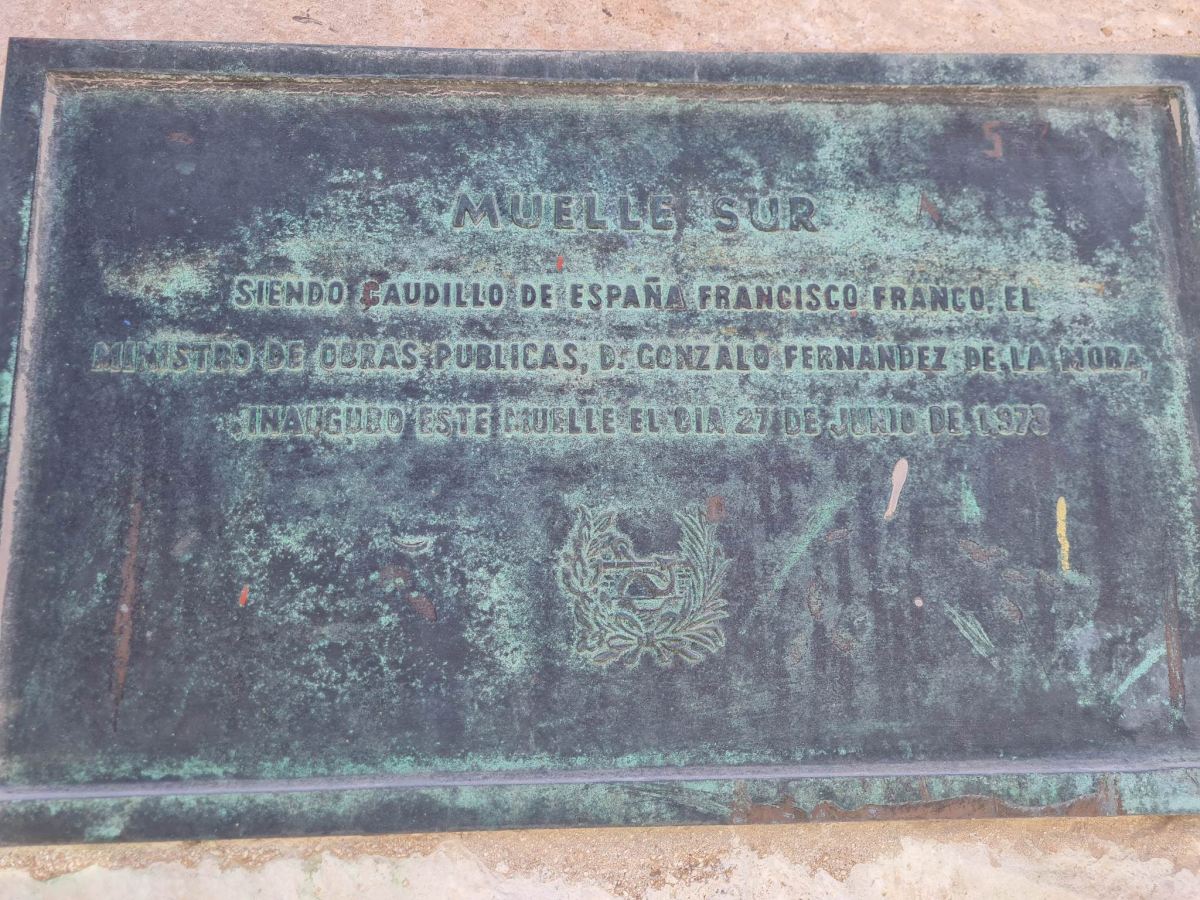 MUELLE SUR
SIENDO CAUDILLO DE ESPAÑA FRANCISCO FRANCO, EL
MINISTRO DE OBRAS PUBLICAS, D. GONZALO FERNANDEZ DE LA MORA,
INAUGURO ESTE MUELLE EL DIA 27 DE JUNIO DE 1.973